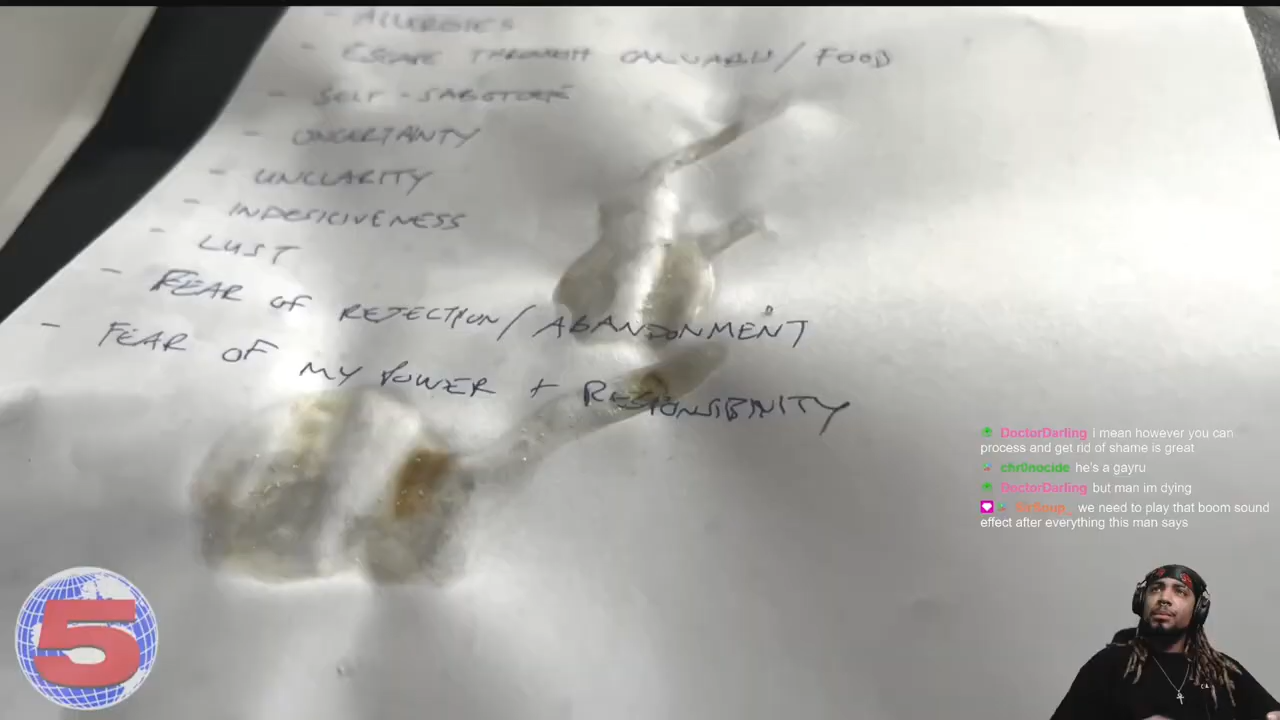 - ALLERGIES
- ESCAPE THROUGH / FOOD
- SELF-SABOTAGE
- UNCERTAINTY
- UNCLARITY
- INDESICIVENESS
- LUST
- FEAR OF REJECTION / ABANDONMENT
- FEAR OF MY POWER + RESPONSIBINITY
DoctorDarling i mean however you can
process and get rid of shame is great
chr0nocide he's a gayru
DoctorDarling but man im dying
we need to play that boom sound
effect after everything this man says
5